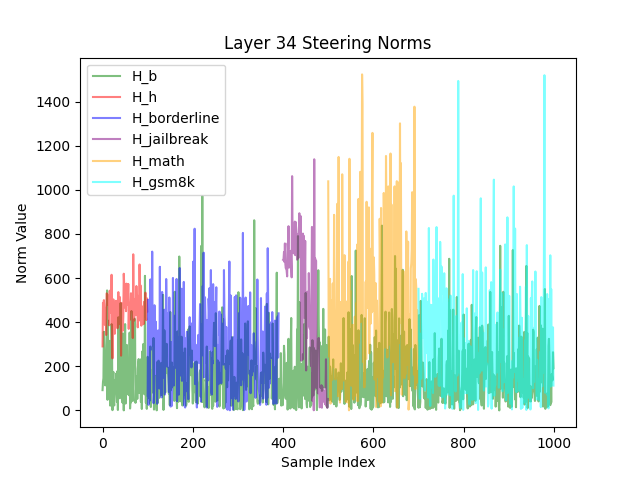 Layer 34 Steering Norms
H_b
H_h
H_borderline
H_jailbreak
H_math
H_gsm8k
Norm Value
1400
1200
1000
800
600
400
200
0
0 200 400 600 800 1000
Sample Index